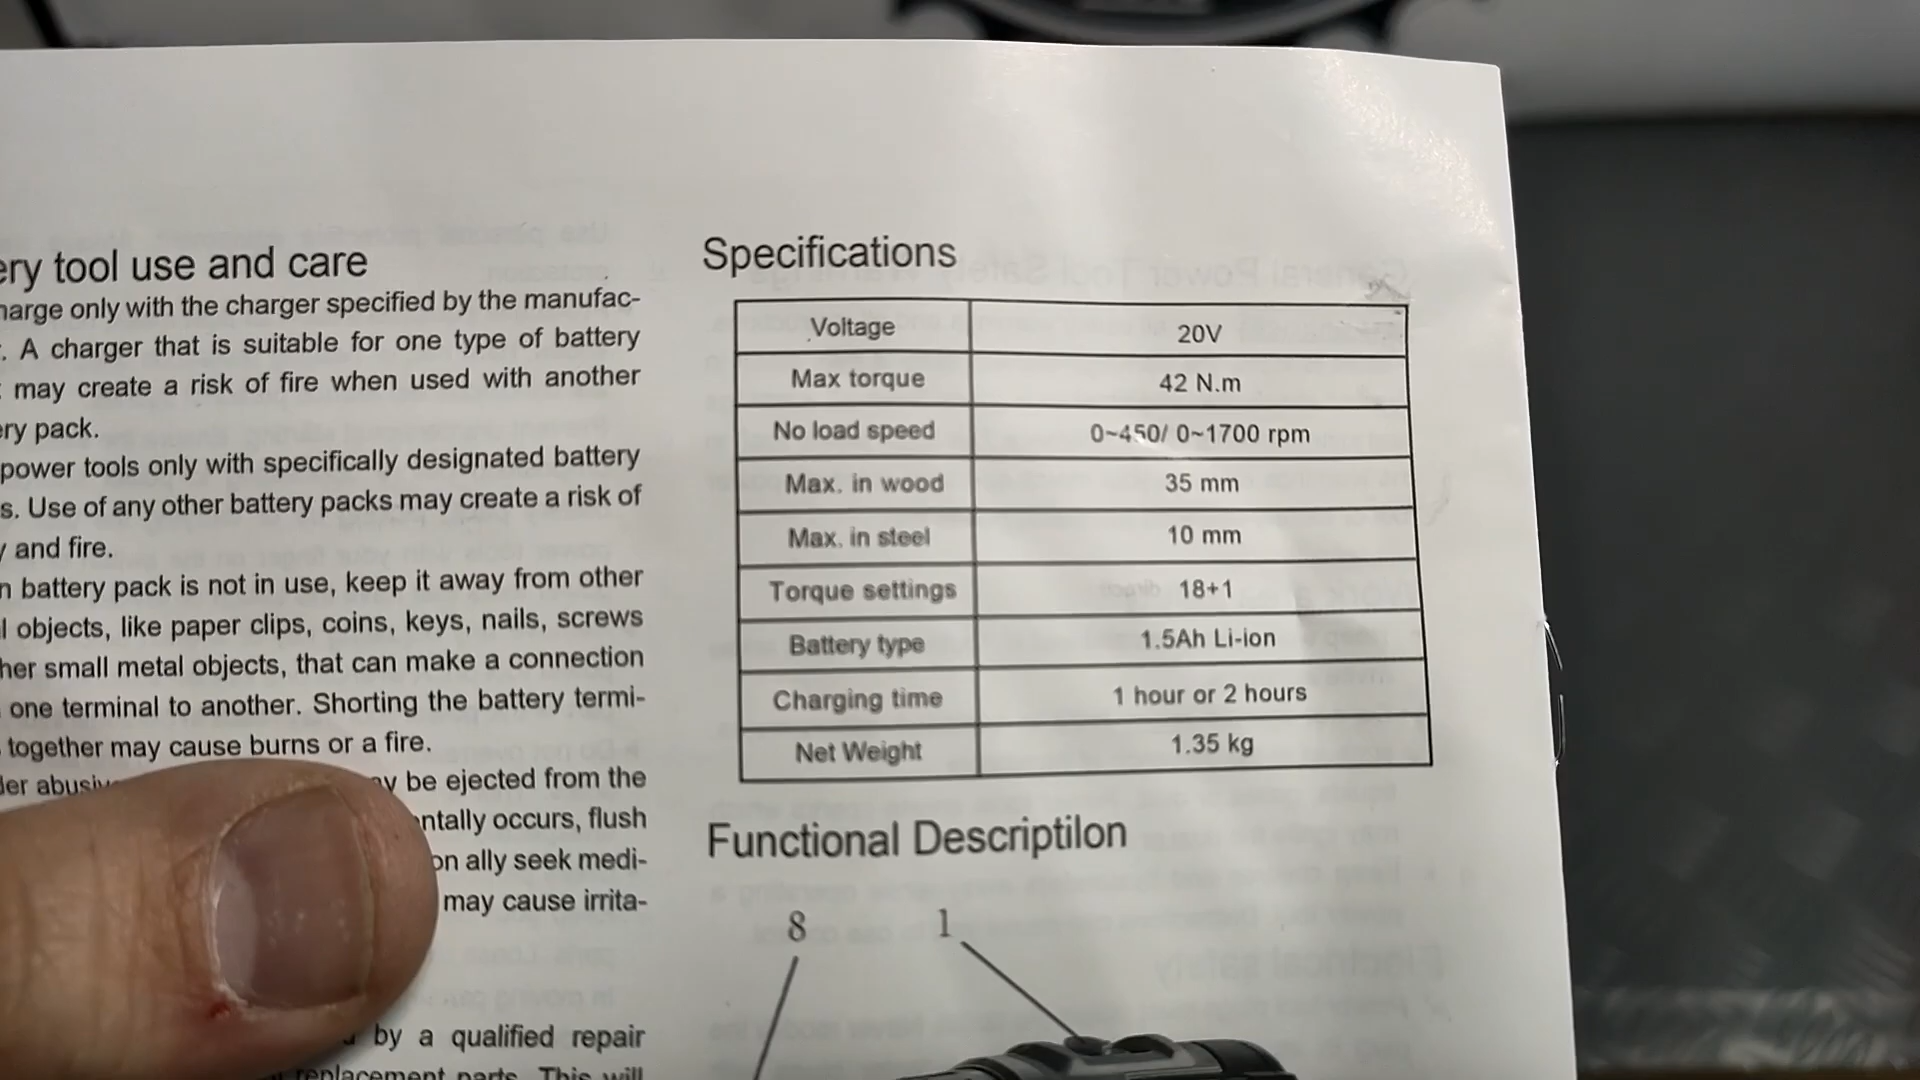 ery tool use and care
harge only with the charger specified by the manufac-
. A charger that is suitable for one type of battery
may create a risk of fire when used with another
ery pack.
power tools only with specifically designated battery
s. Use of any other battery packs may create a risk of
y and fire.
n battery pack is not in use, keep it away from other
l objects, like paper clips, coins, keys, nails, screws
her small metal objects, that can make a connection
one terminal to another. Shorting the battery termi-
together may cause burns or a fire.
der abusiv y be ejected from the
ntally occurs, flush
on ally seek medi-
may cause irrita-
by a qualified repair
replacement parts. This will
Specifications
Voltage 20V
Max torque 42 N.m
No load speed 0~450/ 0~1700 rpm
Max. in wood 35 mm
Max. in steel 10 mm
Torque settings 18+1
Battery type 1.5Ah Li-ion
Charging time 1 hour or 2 hours
Net Weight 1.35 kg
Functional Descriptilon
8 1